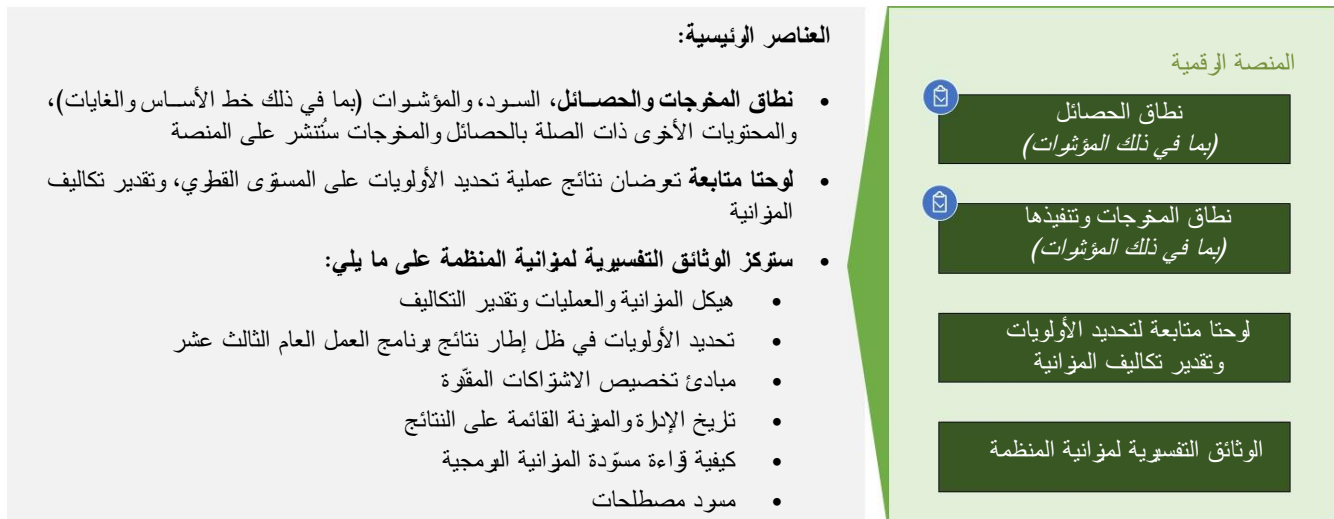 العناصر الرئيسية:
• نطاق المخرجات والحصائل، السرد، والمؤشرات (بما في ذلك خط الأساس والغايات)،
والمحتويات الأخرى ذات الصلة بالحصائل والمخرجات ستُنشر على المنصة
• لوحتا متابعة تعرضان نتائج عملية تحديد الأولويات على المستوى القطري، وتقدير تكاليف
الميزانية
• ستركز الوثائق التفسيرية لميزانية المنظمة على ما يلي:
• هيكل الميزانية والعمليات وتقدير التكاليف
• تحديد الأولويات في ظل إطار نتائج برنامج العمل العام الثالث عشر
• مبادئ تخصيص الاشتراكات المقدّرة
• تاريخ الإدارة والميزنة القائمة على النتائج
• كيفية قراءة مسوّدة الميزانية البرمجية
• مسرد مصطلحات
المنصة الرقمية
نطاق الحصائل
(بما في ذلك المؤشرات)
نطاق المخرجات وتنفيذها
(بما في ذلك المؤشرات)
لوحتا متابعة لتحديد الأولويات
وتقدير تكاليف الميزانية
الوثائق التفسيرية لميزانية المنظمة